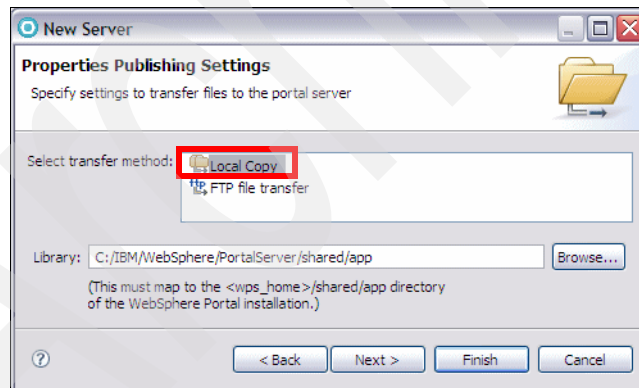 New Server
Properties Publishing Settings
Specify settings to transfer files to the portal server
Select transfer method:
Local Copy
FTP file transfer
Library: C:/IBM/WebSphere/PortalServer/shared/app Browse...
(This must map to the <wps_home>/shared/app directory
of the WebSphere Portal installation.)
? < Back Next > Finish Cancel